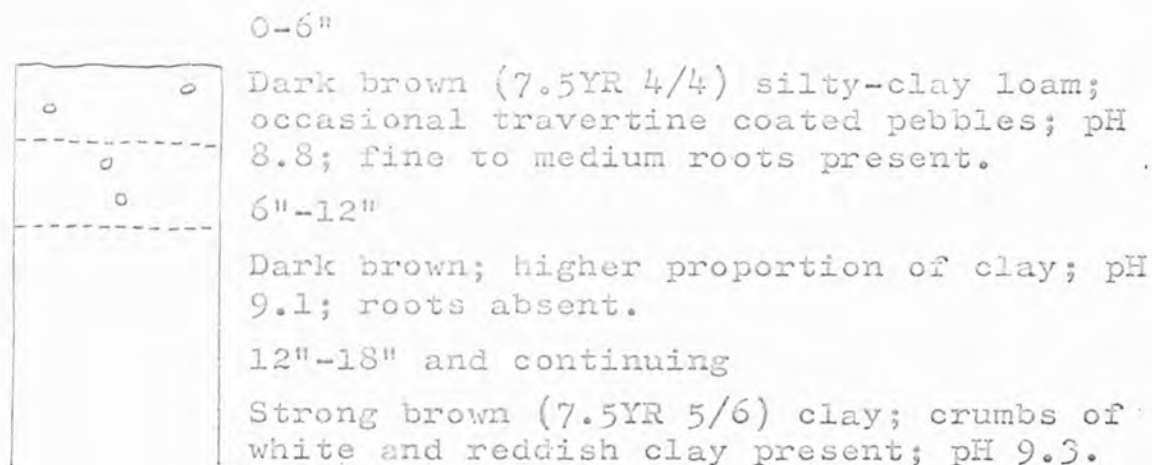 0-6"
Dark brown (7.5YR 4/4) silty-clay loam;
occasional travertine coated pebbles; pH
8.8; fine to medium roots present.
6"-12"
Dark brown; higher proportion of clay; pH
9.1; roots absent.
12"-18" and continuing
Strong brown (7.5YR 5/6) clay; crumbs of
white and reddish clay present; pH 9.3.